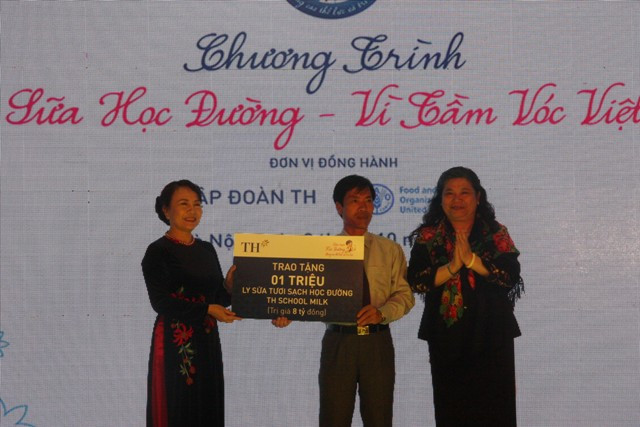 Chương Trình
Sữa Học Đường - Vì Tầm Vóc Việt
ĐƠN VỊ ĐỒNG HÀNH
ẬP ĐOÀN TH
Food and
Organiz
United
TH
TRAO TẶNG
01 TRIỆU
LY SỮA TƯƠI SẠCH HỌC ĐƯỜNG
TH SCHOOL MILK
(Trị giá 8 tỷ đồng)